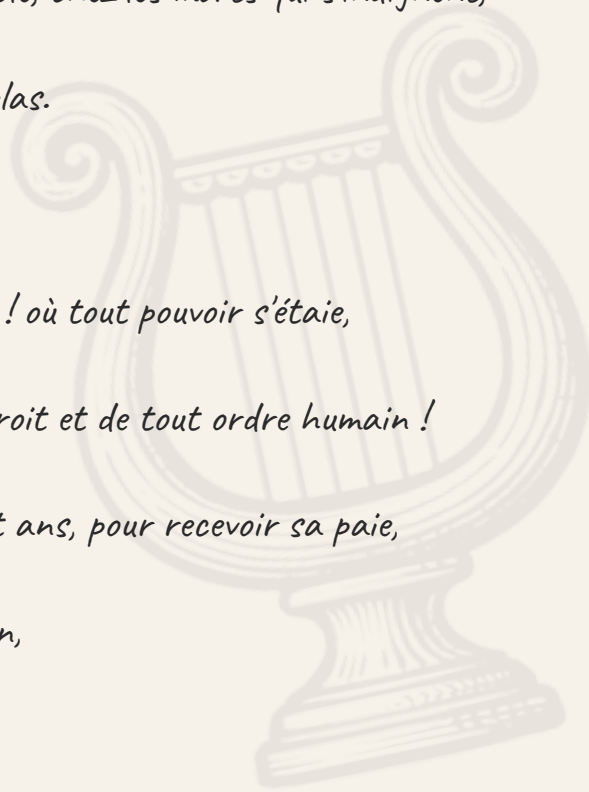 las.
! où tout pouvoir s'étaie,
roit et de tout ordre humain !
t ans, pour recevoir sa paie,
n,